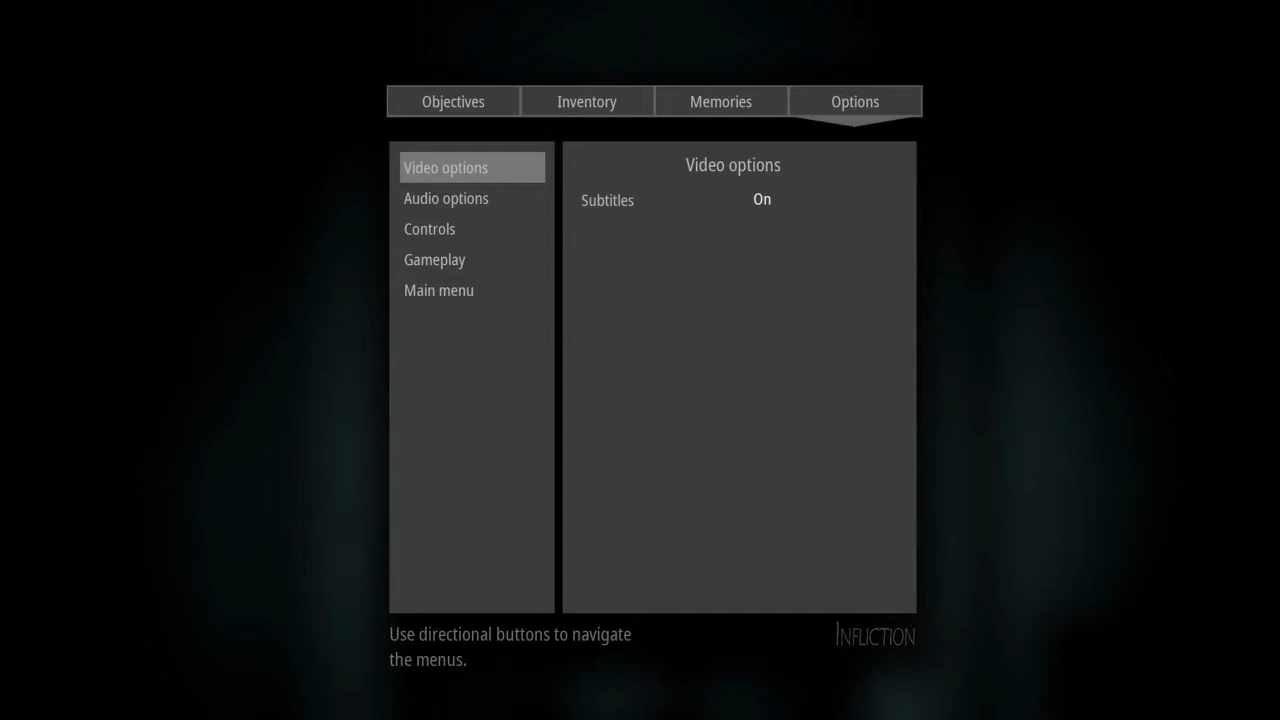 Objectives
Inventory
Memories
Options
Video options
Audio options
Controls
Gameplay
Main menu
Video options
Subtitles On
Use directional buttons to navigate
the menus.
INFLICTION